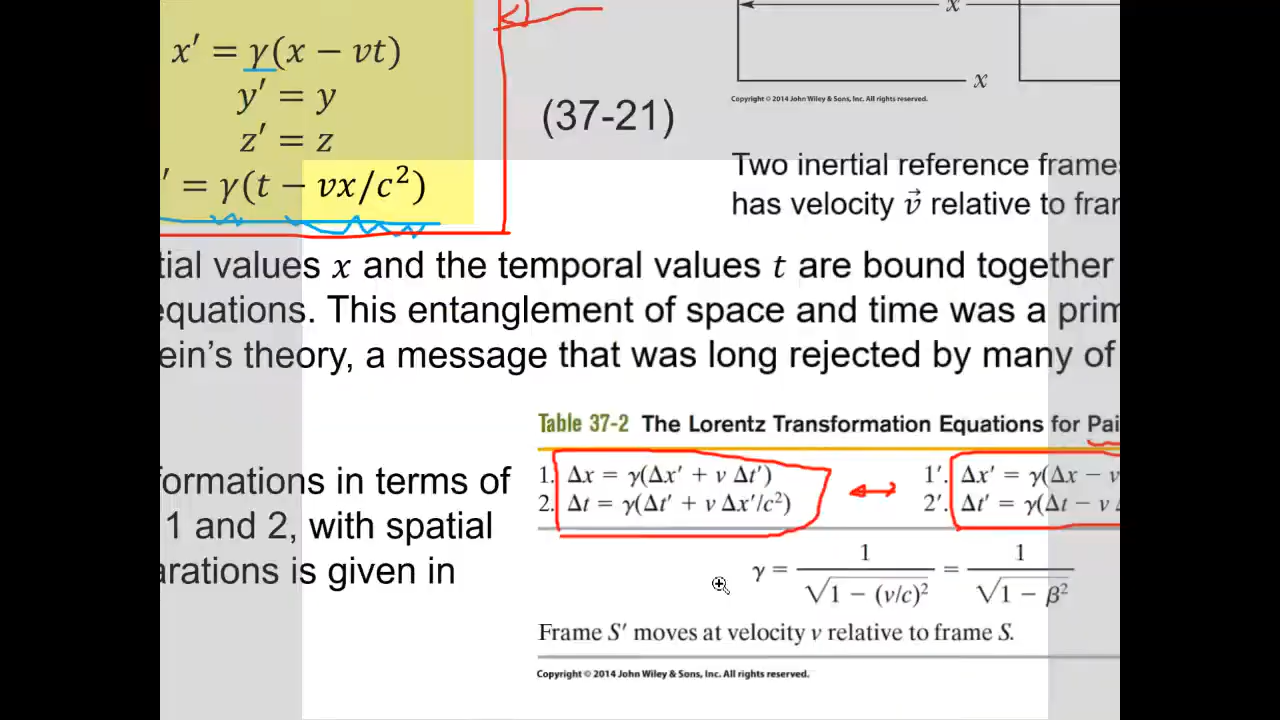 x
x′ = γ(x − vt)
x
y′ = y
Copyright © 2014 John Wiley & Sons, Inc. All rights reserved.
(37-21)
z′ = z
Two inertial reference frames
′ = γ(t − vx/c²)
has velocity v⃗ relative to fra
tial values x and the temporal values t are bound together
equations. This entanglement of space and time was a prim
ein's theory, a message that was long rejected by many of
Table 37-2 The Lorentz Transformation Equations for Pai
formations in terms of
1. Δx = γ(Δx′ + v Δt′)
1′. Δx′ = γ(Δx − v
2. Δt = γ(Δt′ + v Δx′/c²)
2′. Δt′ = γ(Δt − v
1 and 2, with spatial
arations is given in
γ = 1/√1 − (v/c)² = 1/√1 − β²
Frame S′ moves at velocity v relative to frame S.
Copyright © 2014 John Wiley & Sons, Inc. All rights reserved.